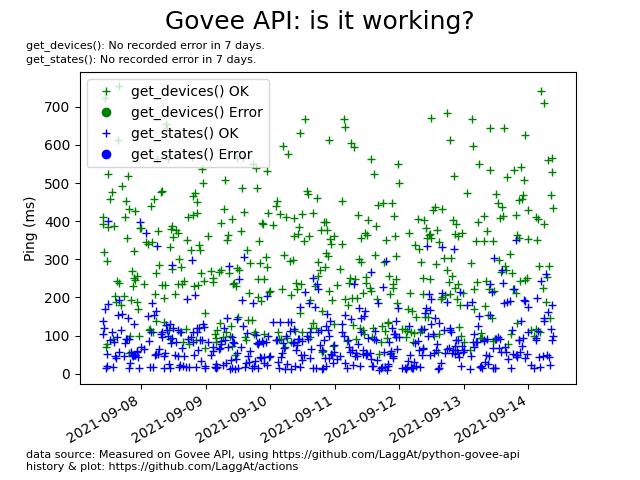 Govee API: is it working?
get_devices(): No recorded error in 7 days.
get_states(): No recorded error in 7 days.
get_devices() OK
get_devices() Error
get_states() OK
get_states() Error
Ping (ms)
700
600
500
400
300
200
100
0
2021-09-08
2021-09-09
2021-09-10
2021-09-11
2021-09-12
2021-09-13
2021-09-14
data source: Measured on Govee API, using https://github.com/LaggAt/python-govee-api
history & plot: https://github.com/LaggAt/actions